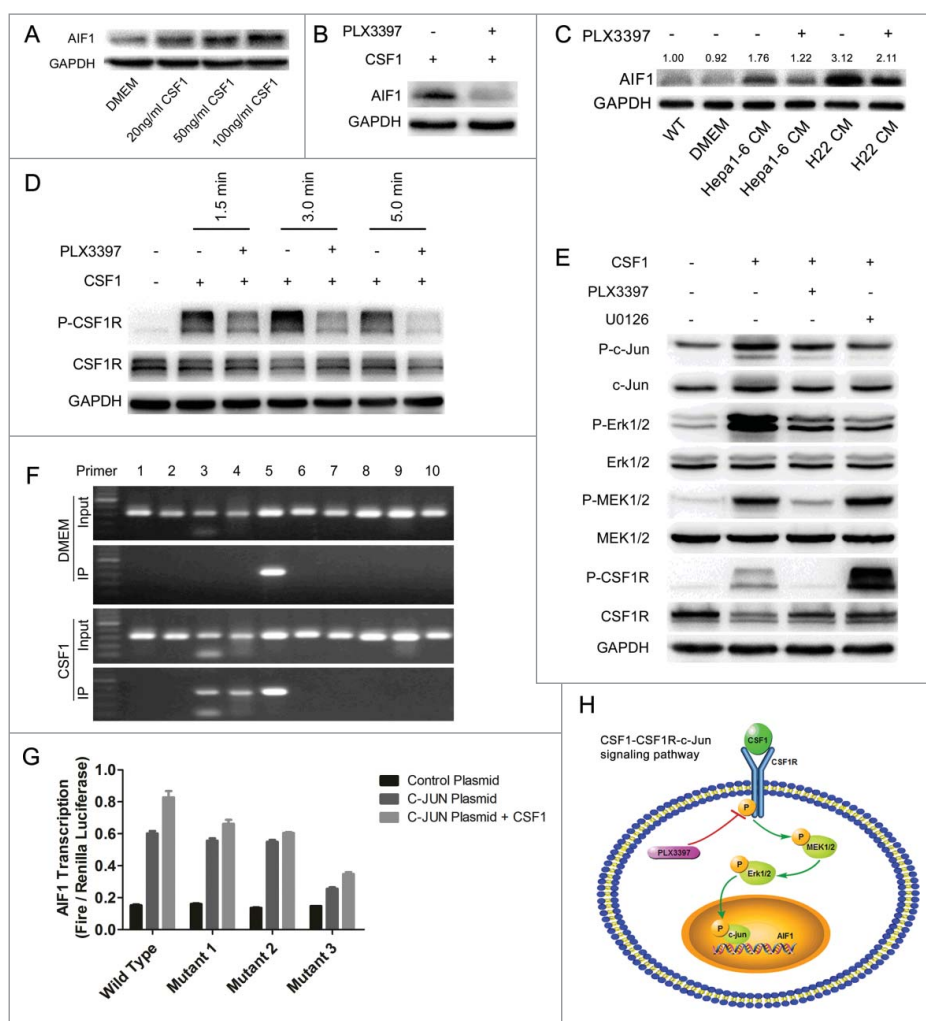 A
AIF1
GAPDH
DMEM
20ng/ml CSF1
50ng/ml CSF1
100ng/ml CSF1
B
PLX3397 - +
CSF1 + +
AIF1
GAPDH
C
PLX3397 - - - + - +
1.00 0.92 1.76 1.22 3.12 2.11
AIF1
GAPDH
WT
DMEM
Hepa1-6 CM
Hepa1-6 CM
H22 CM
H22 CM
D
1.5 min
3.0 min
5.0 min
PLX3397 - - + - + - +
CSF1 - + + + + + +
P-CSF1R
CSF1R
GAPDH
E
CSF1 - + + +
PLX3397 - - + -
U0126 - - - +
P-c-Jun
c-Jun
P-Erk1/2
Erk1/2
P-MEK1/2
MEK1/2
P-CSF1R
CSF1R
GAPDH
F
Primer 1 2 3 4 5 6 7 8 9 10
DMEM
Input
IP
CSF1
Input
IP
G
AIF1 Transcription
(Fire / Renilla Luciferase)
1.0
0.8
0.6
0.4
0.2
0.0
Wild Type
Mutant 1
Mutant 2
Mutant 3
Control Plasmid
C-JUN Plasmid
C-JUN Plasmid + CSF1
H
CSF1-CSF1R-c-Jun
signaling pathway
CSF1
CSF1R
P
PLX3397
P
MEK1/2
P
Erk1/2
P
c-jun
AIF1